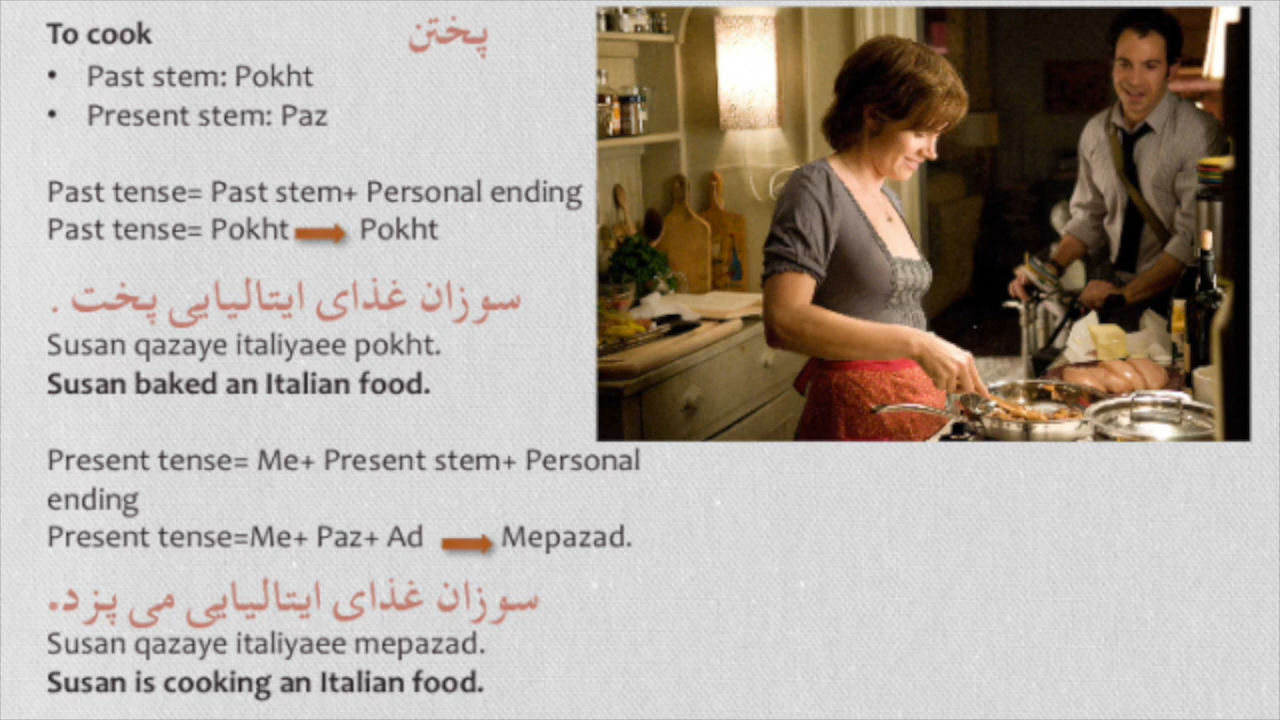 To cook پختن
• Past stem: Pokht
• Present stem: Paz
Past tense= Past stem+ Personal ending
Past tense= Pokht Pokht
سوزان غذای ایتالیایی پخت .
Susan qazaye italiyaee pokht.
Susan baked an Italian food.
Present tense= Me+ Present stem+ Personal
ending
Present tense=Me+ Paz+ Ad Mepazad.
سوزان غذای ایتالیایی می پزد.
Susan qazaye italiyaee mepazad.
Susan is cooking an Italian food.